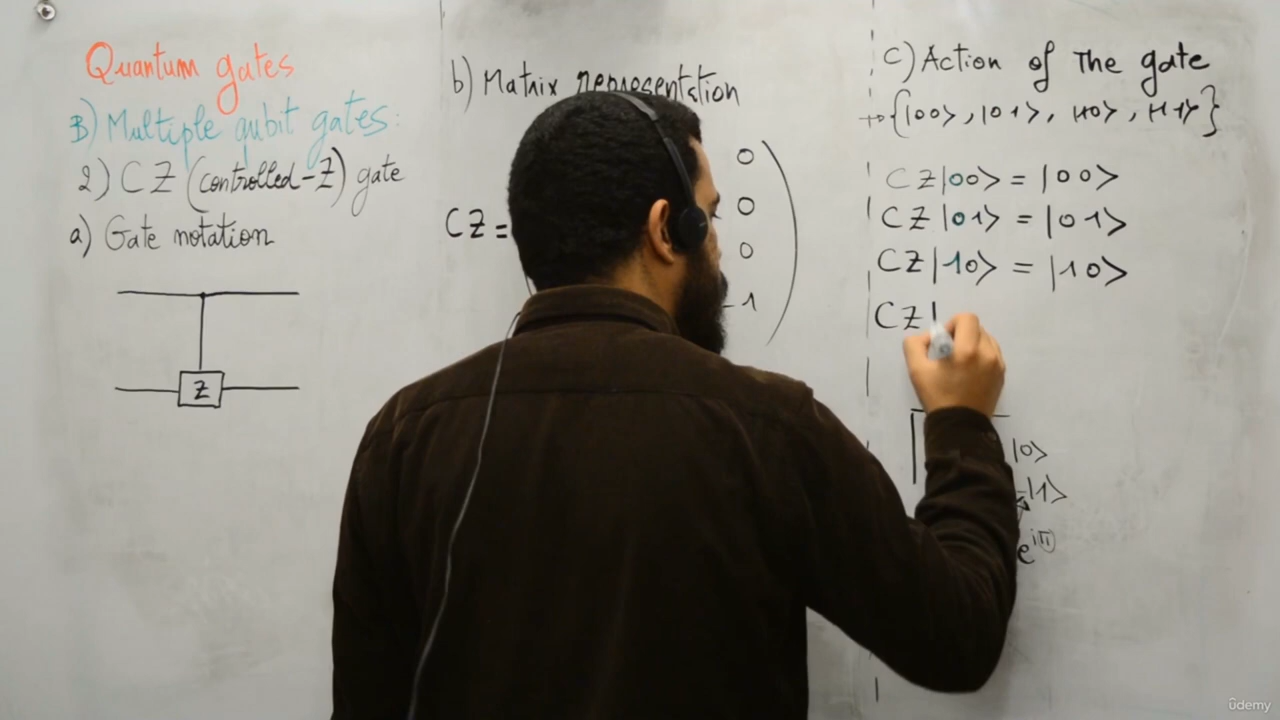 Quantum gates
B) Multiple qubit gates:
2) CZ (controlled-Z) gate
a) Gate notation
Z
b) Matrix representation
CZ=
0
0
0
-1
c) Action of the gate
to {|00>, |01>, |10>, |11>}
CZ|00> = |00>
CZ|01> = |01>
CZ|10> = |10>
CZ|
|0>
-|1>
e^iπ
ûdemy